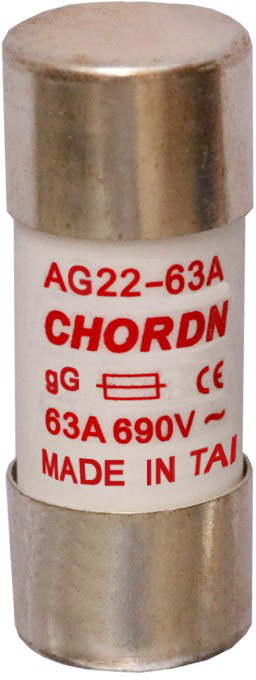 AG22-63A
CHORDN
gG CE
63A 690V ~
MADE IN TAI